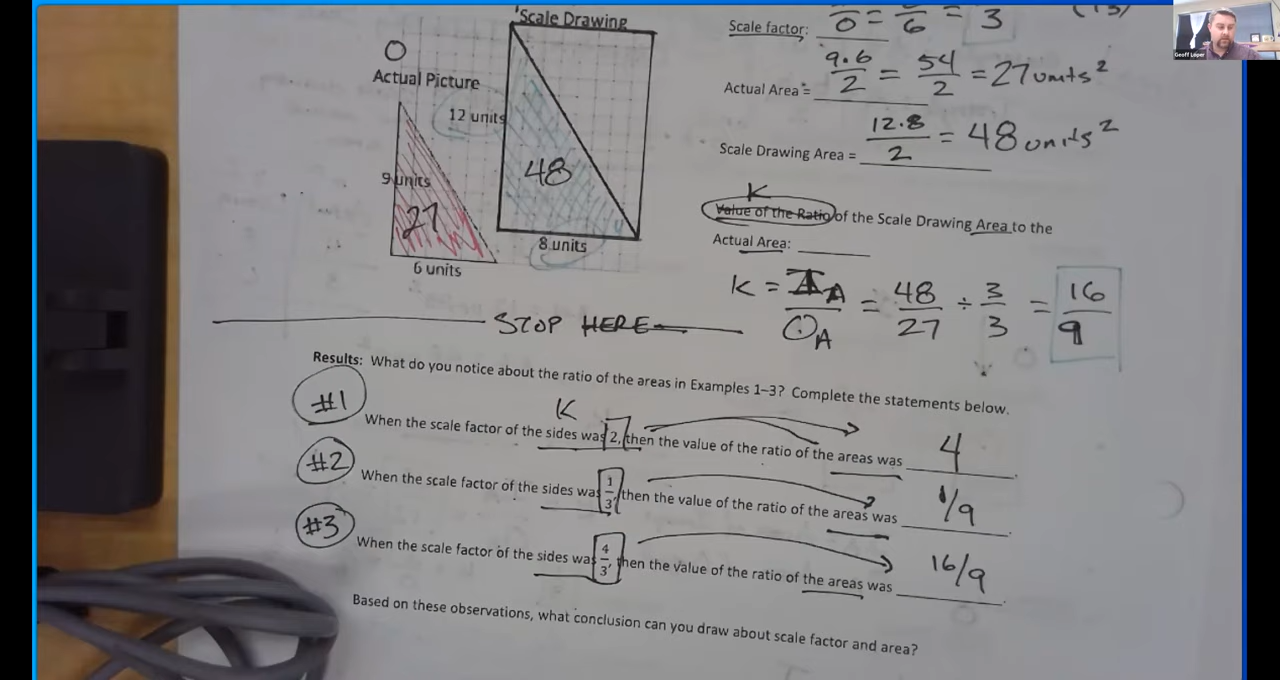 Scale Drawing
O
Actual Picture
12 units
9 units
27
48
6 units
8 units
Scale factor: 0 = 6 = 3
Actual Area = 9·6/2 = 54/2 = 27 units²
Scale Drawing Area = 12·8/2 = 48 units²
K
Value of the Ratio of the Scale Drawing Area to the
Actual Area:
K = I_A/O_A = 48/27 ÷ 3/3 = 16/9
STOP HERE
Results: What do you notice about the ratio of the areas in Examples 1–3? Complete the statements below.
K
#1 When the scale factor of the sides was 2, then the value of the ratio of the areas was 4.
#2 When the scale factor of the sides was 1/3, then the value of the ratio of the areas was 1/9.
#3 When the scale factor of the sides was 4/3, then the value of the ratio of the areas was 16/9.
Based on these observations, what conclusion can you draw about scale factor and area?